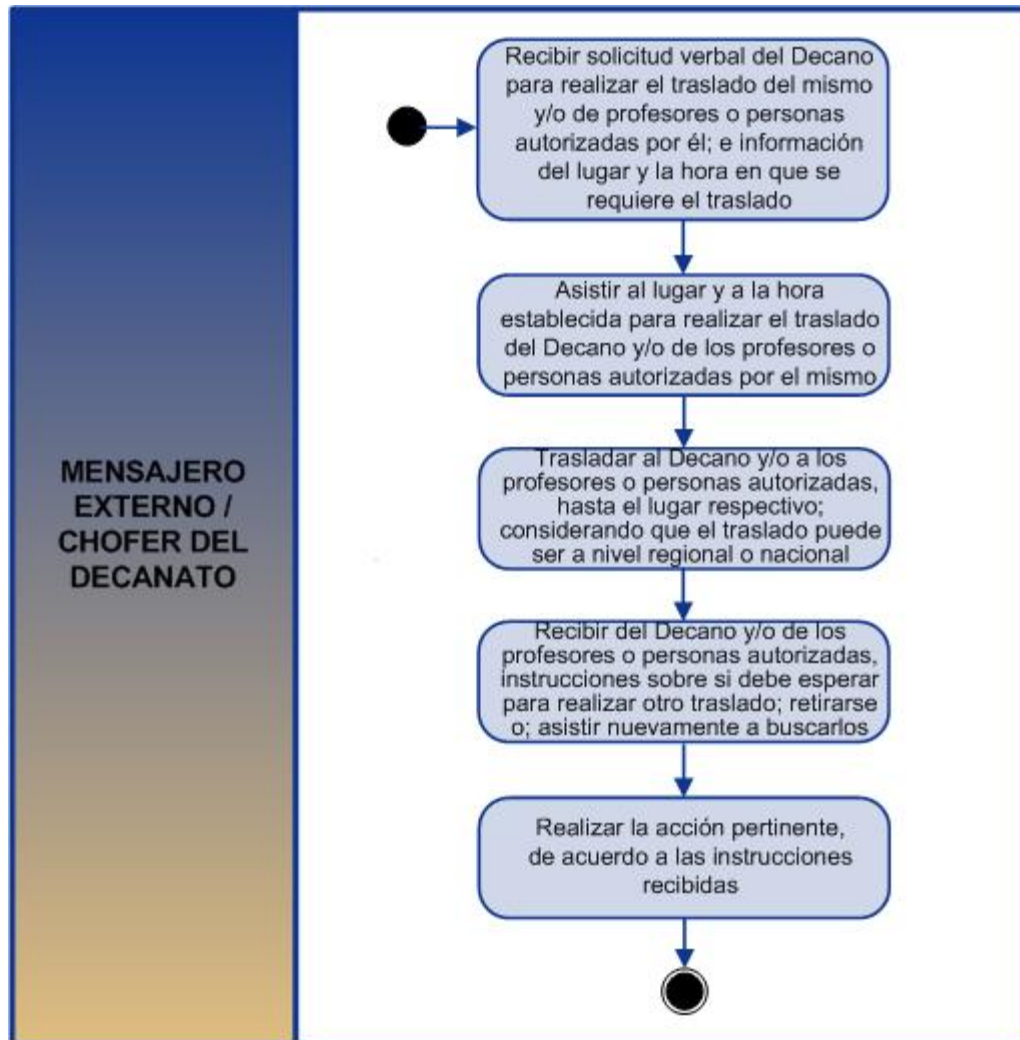 MENSAJERO
EXTERNO /
CHOFER DEL
DECANATO
Recibir solicitud verbal del Decano
para realizar el traslado del mismo
y/o de profesores o personas
autorizadas por él; e información
del lugar y la hora en que se
requiere el traslado
Asistir al lugar y a la hora
establecida para realizar el traslado
del Decano y/o de los profesores o
personas autorizadas por el mismo
Trasladar al Decano y/o a los
profesores o personas autorizadas,
hasta el lugar respectivo;
considerando que el traslado puede
ser a nivel regional o nacional
Recibir del Decano y/o de los
profesores o personas autorizadas,
instrucciones sobre si debe esperar
para realizar otro traslado; retirarse
o; asistir nuevamente a buscarlos
Realizar la acción pertinente,
de acuerdo a las instrucciones
recibidas